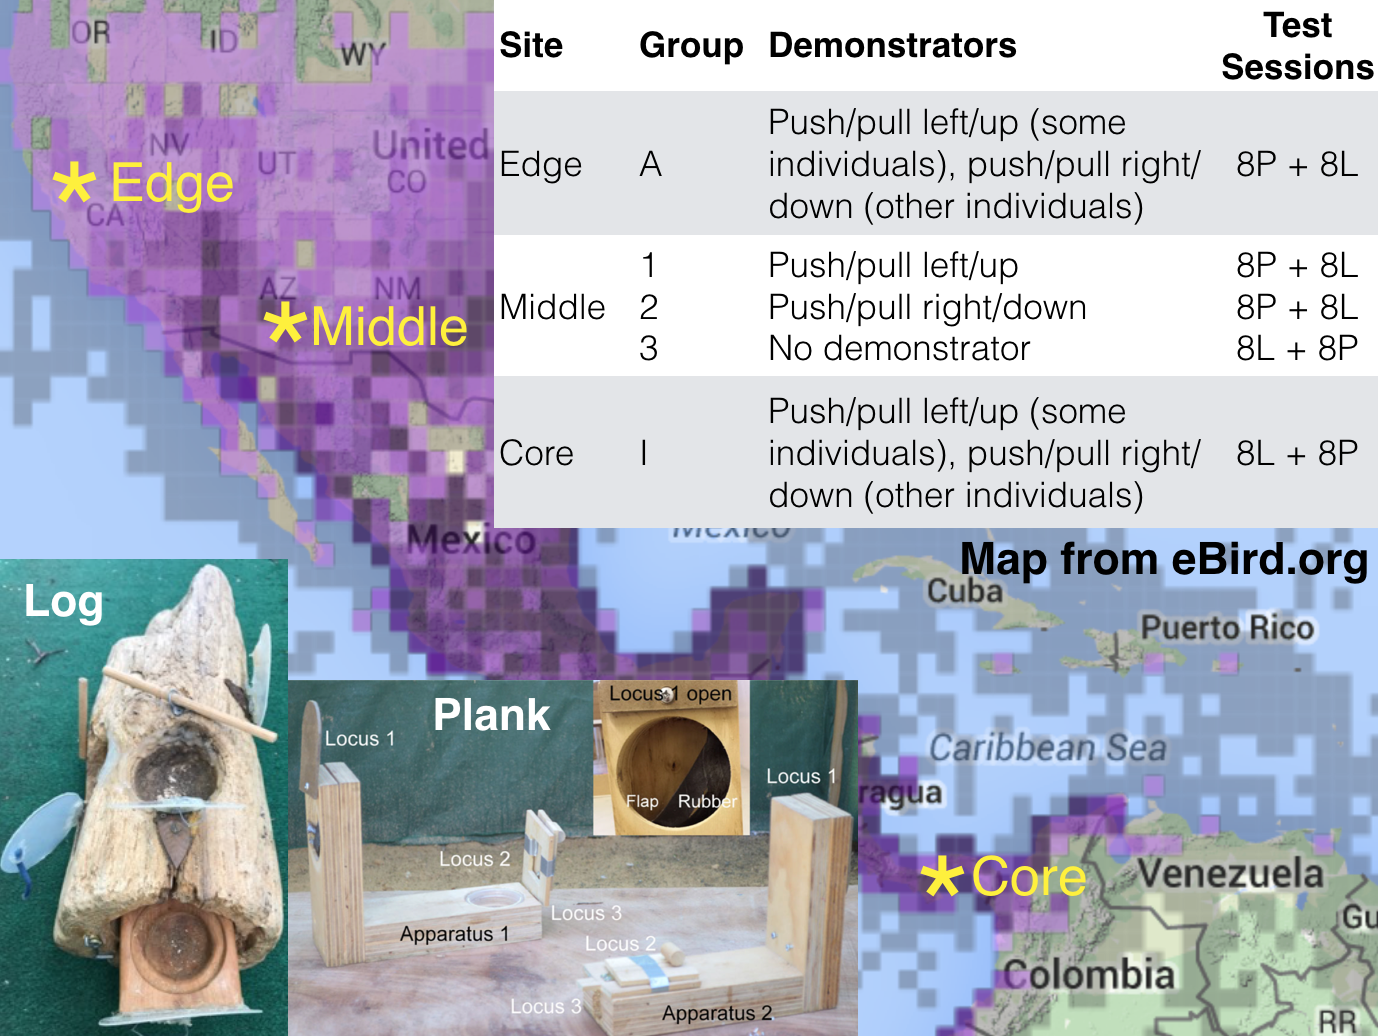 OR
ID
WY
NV
UT
United
CO
CA
AZ
NM
* Edge
*Middle
Site Group Demonstrators Test Sessions
Edge A Push/pull left/up (some
individuals), push/pull right/
down (other individuals) 8P + 8L
Middle
1 Push/pull left/up 8P + 8L
2 Push/pull right/down 8P + 8L
3 No demonstrator 8L + 8P
Core I Push/pull left/up (some
individuals), push/pull right/
down (other individuals) 8L + 8P
Mexico
Mexico
Map from eBird.org
Cuba
Puerto Rico
Caribbean Sea
ragua
*Core
Venezuela
Gu
Colombia
RR
Log
Plank
Locus 1 open
Flap Rubber
Locus 1
Locus 1
Locus 2
Locus 3
Apparatus 1
Locus 2
Locus 3
Apparatus 2